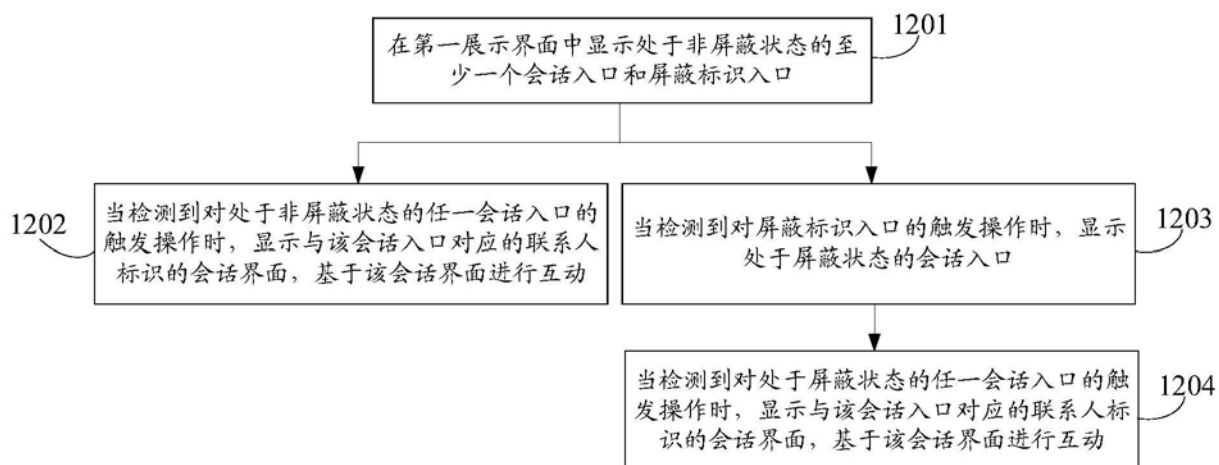 1201
在第一展示界面中显示处于非屏蔽状态的至
少一个会话入口和屏蔽标识入口
1202
当检测到对处于非屏蔽状态的任一会话入口的
触发操作时，显示与该会话入口对应的联系人
标识的会话界面，基于该会话界面进行互动
1203
当检测到对屏蔽标识入口的触发操作时，显示
处于屏蔽状态的会话入口
1204
当检测到对处于屏蔽状态的任一会话入口的触
发操作时，显示与该会话入口对应的联系人标
识的会话界面，基于该会话界面进行互动